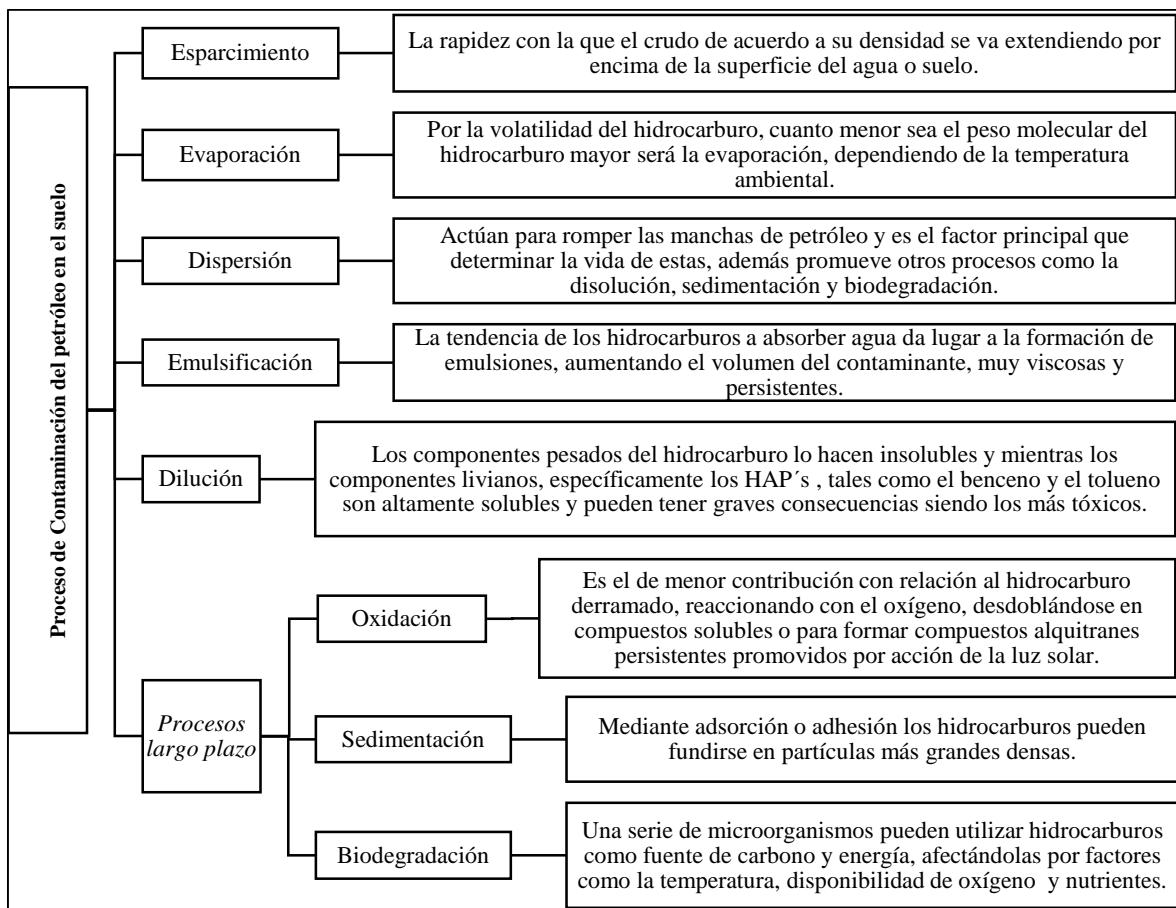 Proceso de Contaminación del petróleo en el suelo
Esparcimiento
La rapidez con la que el crudo de acuerdo a su densidad se va extendiendo por
encima de la superficie del agua o suelo.
Evaporación
Por la volatilidad del hidrocarburo, cuanto menor sea el peso molecular del
hidrocarburo mayor será la evaporación, dependiendo de la temperatura
ambiental.
Dispersión
Actúan para romper las manchas de petróleo y es el factor principal que
determinar la vida de estas, además promueve otros procesos como la
disolución, sedimentación y biodegradación.
Emulsificación
La tendencia de los hidrocarburos a absorber agua da lugar a la formación de
emulsiones, aumentando el volumen del contaminante, muy viscosas y
persistentes.
Dilución
Los componentes pesados del hidrocarburo lo hacen insolubles y mientras los
componentes livianos, específicamente los HAP´s , tales como el benceno y el tolueno
son altamente solubles y pueden tener graves consecuencias siendo los más tóxicos.
Procesos
largo plazo
Oxidación
Es el de menor contribución con relación al hidrocarburo
derramado, reaccionando con el oxígeno, desdoblándose en
compuestos solubles o para formar compuestos alquitranes
persistentes promovidos por acción de la luz solar.
Sedimentación
Mediante adsorción o adhesión los hidrocarburos pueden
fundirse en partículas más grandes densas.
Biodegradación
Una serie de microorganismos pueden utilizar hidrocarburos
como fuente de carbono y energía, afectándolas por factores
como la temperatura, disponibilidad de oxígeno y nutrientes.